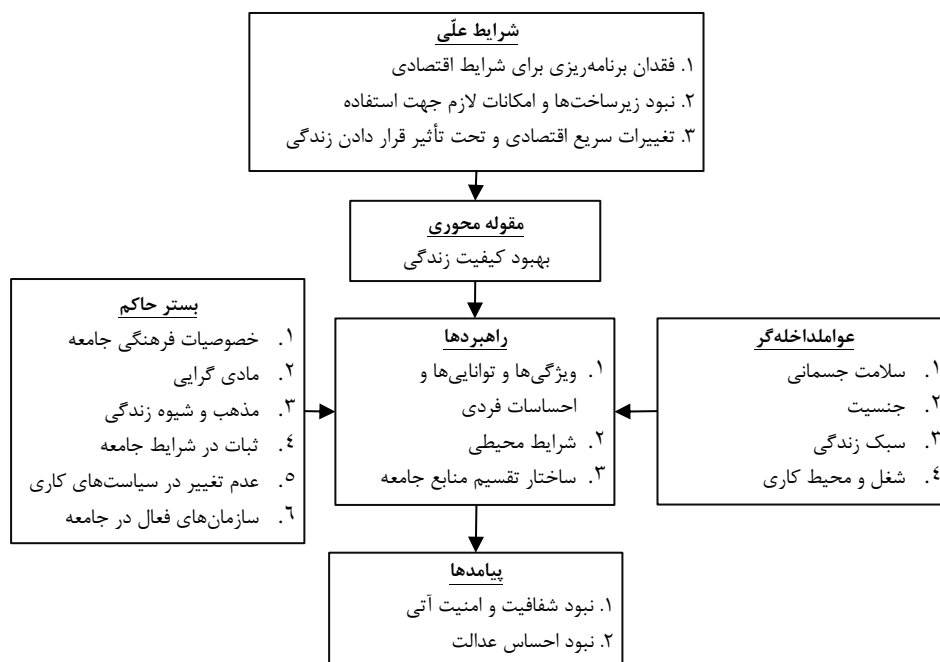 شرایط علّی
۱. فقدان برنامه‌ریزی برای شرایط اقتصادی
۲. نبود زیرساخت‌ها و امکانات لازم جهت استفاده
۳. تغییرات سریع اقتصادی و تحت تأثیر قرار دادن زندگی
مقوله محوری
بهبود کیفیت زندگی
عواملداخله‌گر
۱. سلامت جسمانی
۲. جنسیت
۳. سبک زندگی
٤. شغل و محیط کاری
راهبردها
۱. ویژگی‌ها و توانایی‌ها و
احساسات فردی
۲. شرایط محیطی
۳. ساختار تقسیم منابع جامعه
بستر حاکم
۱. خصوصیات فرهنگی جامعه
۲. مادی گرایی
۳. مذهب و شیوه زندگی
٤. ثبات در شرایط جامعه
٥. عدم تغییر در سیاست‌های کاری
٦. سازمان‌های فعال در جامعه
پیامدها
۱. نبود شفافیت و امنیت آتی
۲. نبود احساس عدالت